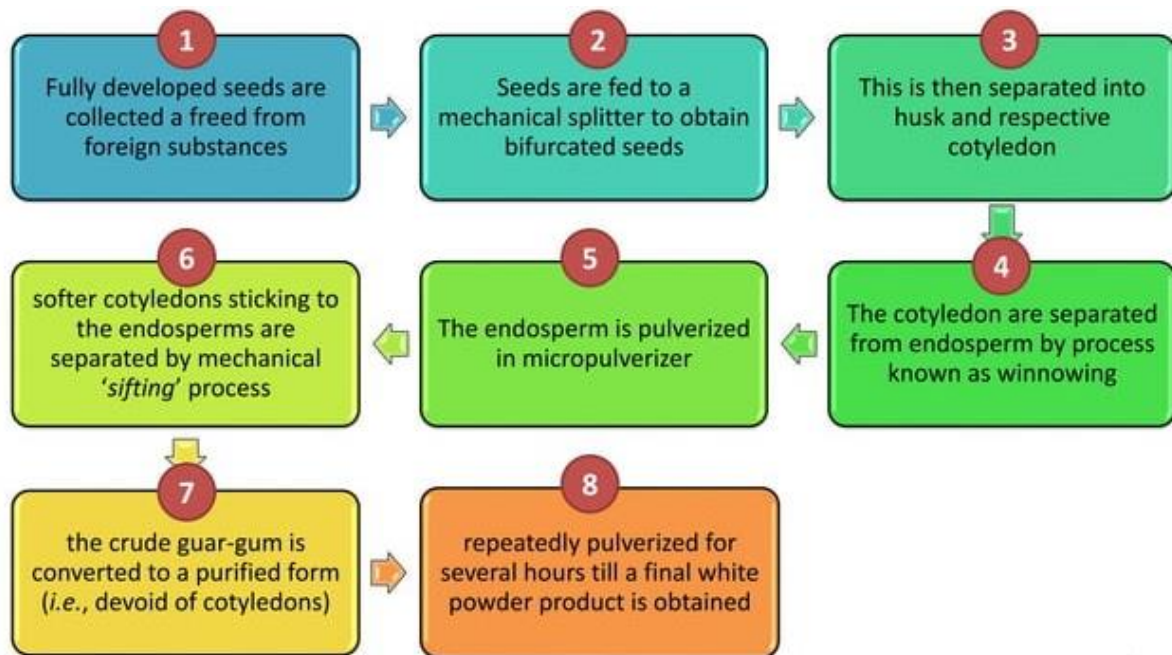 1
Fully developed seeds are
collected a freed from
foreign substances
2
Seeds are fed to a
mechanical splitter to obtain
bifurcated seeds
3
This is then separated into
husk and respective
cotyledon
4
The cotyledon are separated
from endosperm by process
known as winnowing
5
The endosperm is pulverized
in micropulverizer
6
softer cotyledons sticking to
the endosperms are
separated by mechanical
‘sifting’ process
7
the crude guar-gum is
converted to a purified form
(i.e., devoid of cotyledons)
8
repeatedly pulverized for
several hours till a final white
powder product is obtained